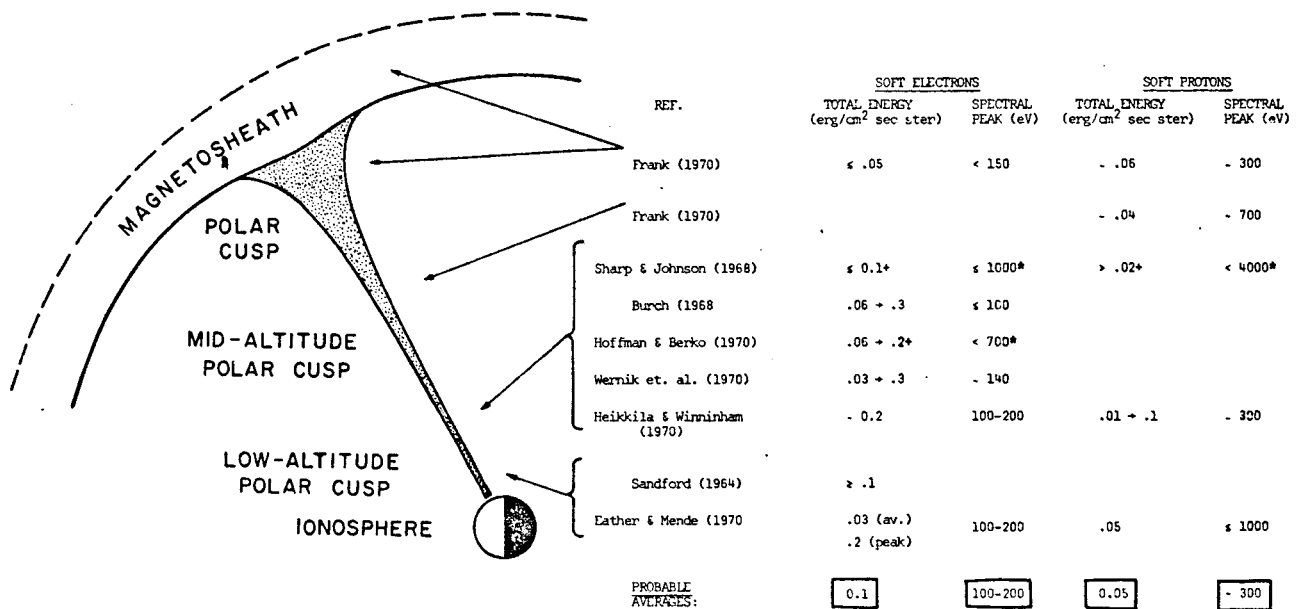 MAGNETOSHEATH
POLAR
CUSP
MID-ALTITUDE
POLAR CUSP
LOW-ALTITUDE
POLAR CUSP
IONOSPHERE
SOFT ELECTRONS SOFT PROTONS
REF. TOTAL ENERGY SPECTRAL TOTAL ENERGY SPECTRAL
(erg/cm² sec ster) PEAK (eV) (erg/cm² sec ster) PEAK (eV)
Frank (1970) ≤ .05 < 150 - .06 - 300
Frank (1970) - .04 - 700
Sharp & Johnson (1968) ≤ 0.1+ ≤ 1000* > .02+ < 4000*
Burch (1968 .06 → .3 ≤ 100
Hoffman & Berko (1970) .06 → .2+ < 700*
Wernik et. al. (1970) .03 → .3 - 140
Heikkila & Winninham - 0.2 100-200 .01 → .1 - 300
(1970)
Sandford (1964) ≥ .1
Eather & Mende (1970 .03 (av.) 100-200 .05 ≤ 1000
.2 (peak)
PROBABLE
AVERAGES: 0.1 100-200 0.05 - 300